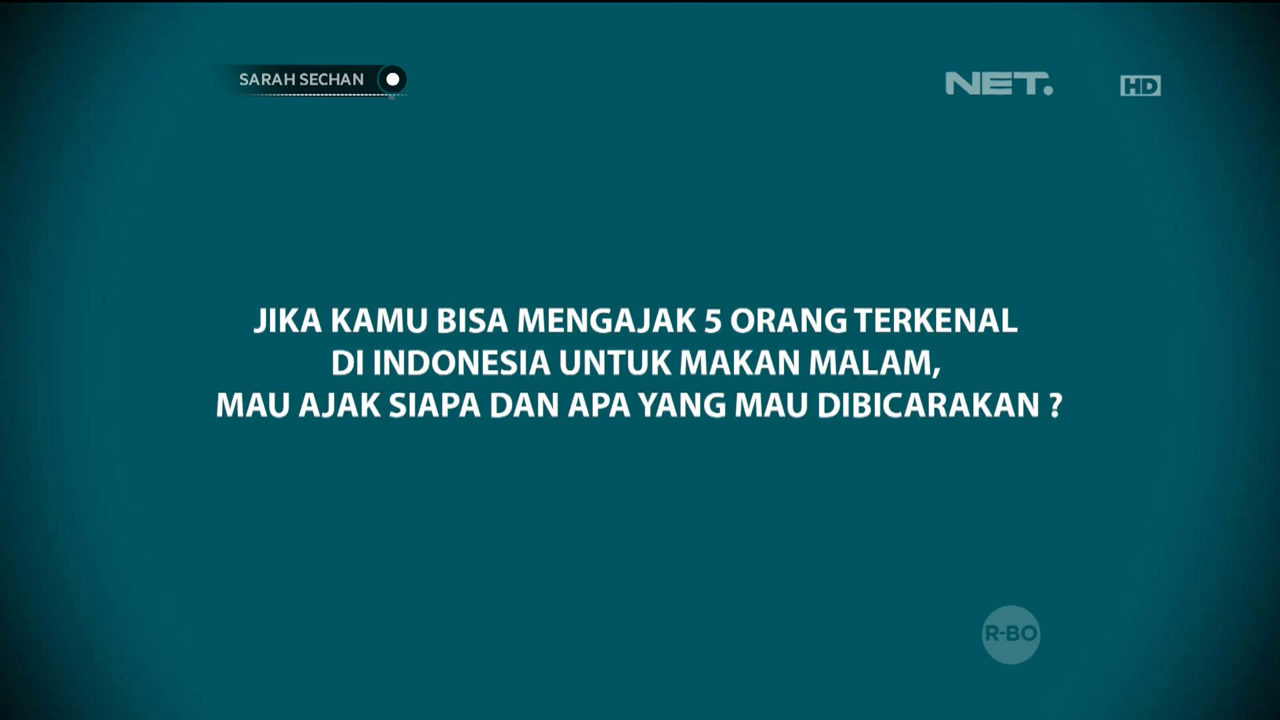 SARAH SECHAN
NET.
HD
JIKA KAMU BISA MENGAJAK 5 ORANG TERKENAL
DI INDONESIA UNTUK MAKAN MALAM,
MAU AJAK SIAPA DAN APA YANG MAU DIBICARAKAN ?
R-BO